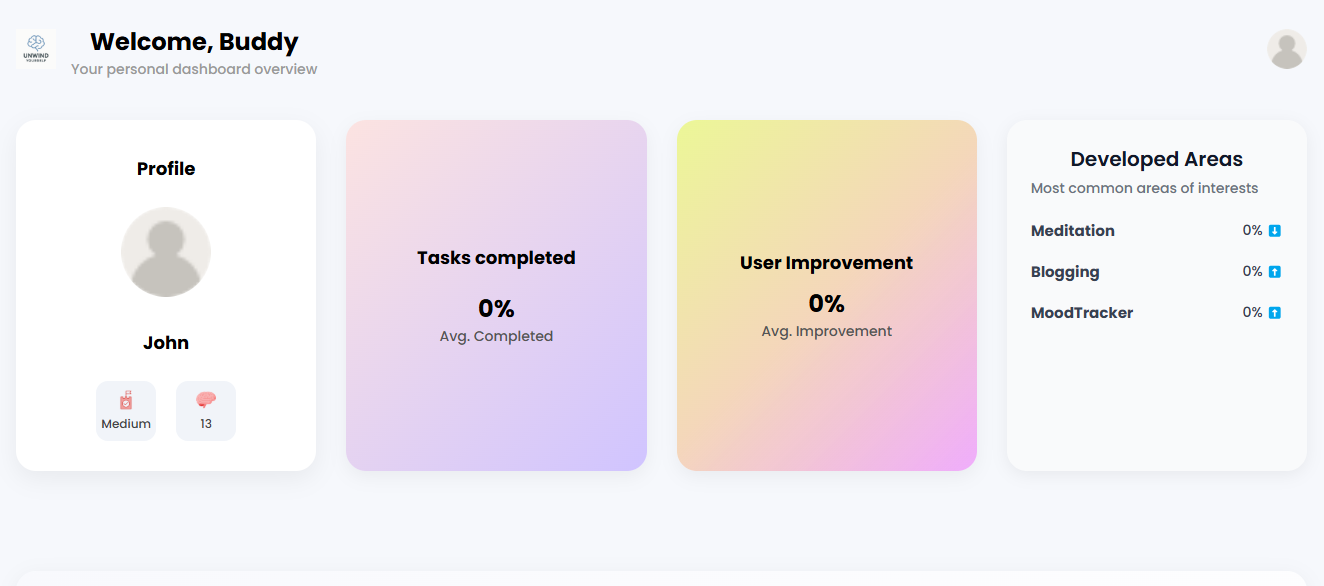 UNWIND
YOURSELF
Welcome, Buddy
Your personal dashboard overview
Profile
John
Medium
13
Tasks completed
0%
Avg. Completed
User Improvement
0%
Avg. Improvement
Developed Areas
Most common areas of interests
Meditation 0%
Blogging 0%
MoodTracker 0%